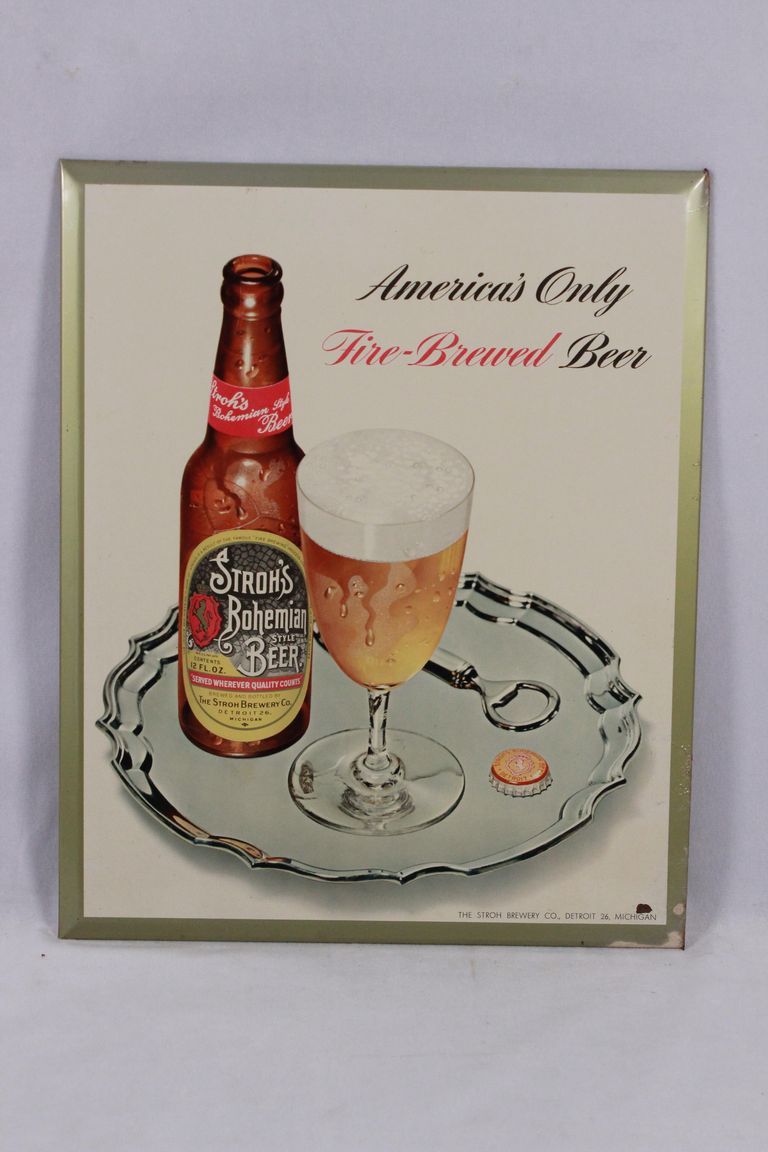 America's Only
Fire-Brewed Beer
Stroh's
Bohemian Style
Beer
STROH'S
Bohemian
STYLE
BEER
CONTENTS
12 FL. OZ.
"SERVED WHEREVER QUALITY COUNTS"
BREWED AND BOTTLED BY
THE STROH BREWERY CO.
DETROIT 26,
MICHIGAN
THE STROH BREWERY CO., DETROIT 26, MICHIGAN